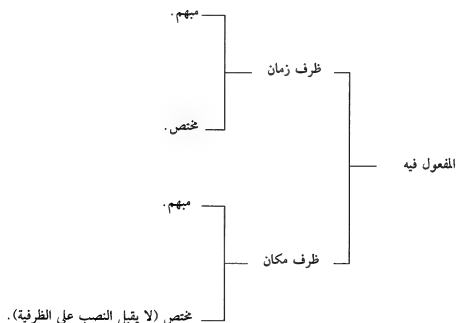 مبهم.
ظرف زمان
مختص.
المفعول فيه
مبهم.
ظرف مكان
مختص (لا يقبل النصب على الظرفية).